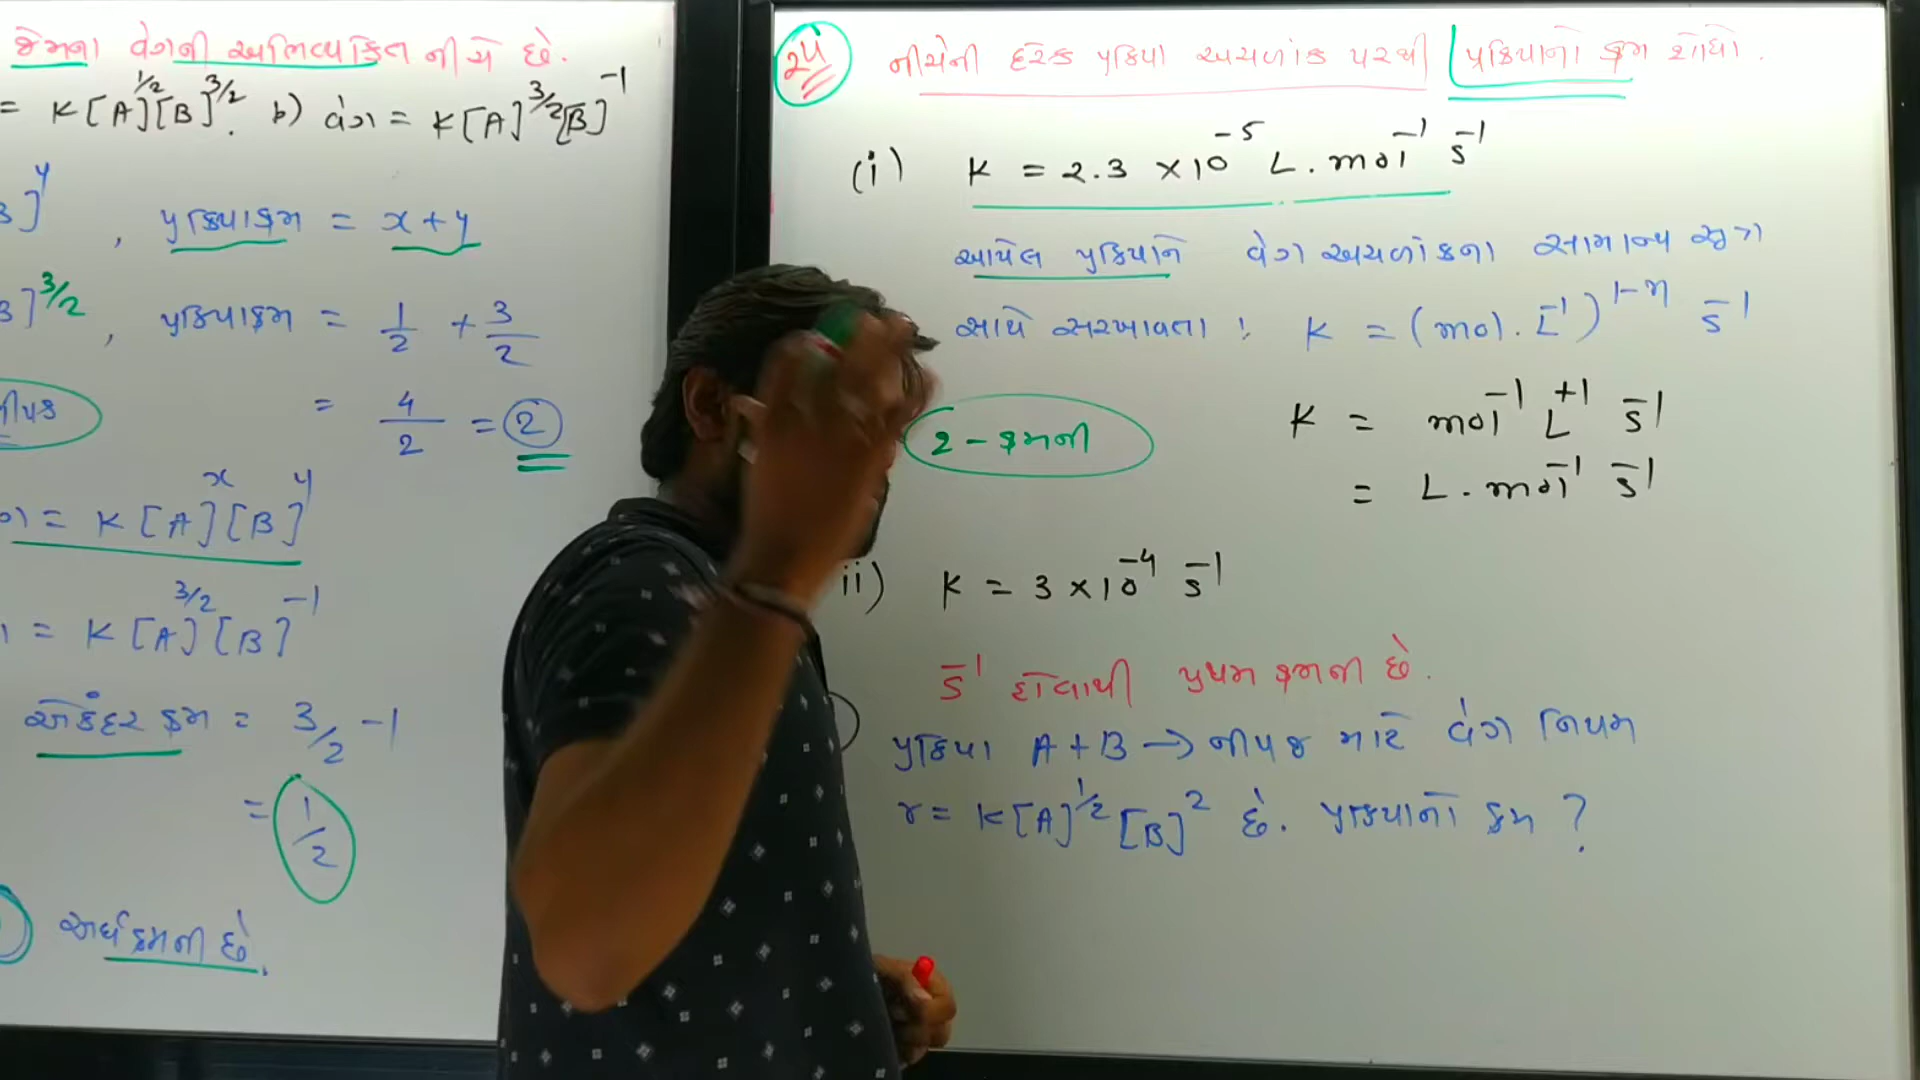 જેમના વેગની અભિવ્યક્તિ નીચે છે.
= K[A]^1/2 [B]^3/2. b) વેગ = K[A]^3/2 [B]^-1
B]^y , પ્રક્રિયાક્રમ = x+y
B]^3/2 , પ્રક્રિયાક્રમ = 1/2 + 3/2
= 4/2 = 2
= K[A]^x [B]^y
= K[A]^3/2 [B]^-1
એકંદર ક્રમ = 3/2 -1
= 1/2
અર્ધક્રમની છે.
૨૫ નીચેની દરેક પ્રક્રિયા અચળાંક પરથી પ્રક્રિયાનો ક્રમ શોધો.
(i) K = 2.3 × 10^-5 L. mol^-1 s^-1
આપેલ પ્રક્રિયાને વેગ અચળાંકના સામાન્ય સુત્ર
સાથે સરખાવતા : K = (mol. L^-1)^1-n s^-1
2 - ક્રમની K = mol^-1 L^+1 s^-1
= L. mol^-1 s^-1
ii) K = 3 × 10^-4 s^-1
s^-1 હોવાથી પ્રથમ ક્રમની છે.
પ્રક્રિયા A + B → નીપજ માટે વેગ નિયમ
r = K[A]^1/2 [B]^2 છે. પ્રક્રિયાનો ક્રમ ?